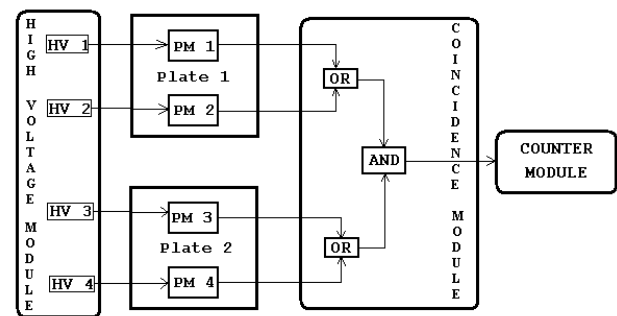 HIGH VOLTAGE MODULE
HV 1
HV 2
HV 3
HV 4
PM 1
Plate 1
PM 2
PM 3
Plate 2
PM 4
OR
AND
OR
COINCIDENCE MODULE
COUNTER
MODULE